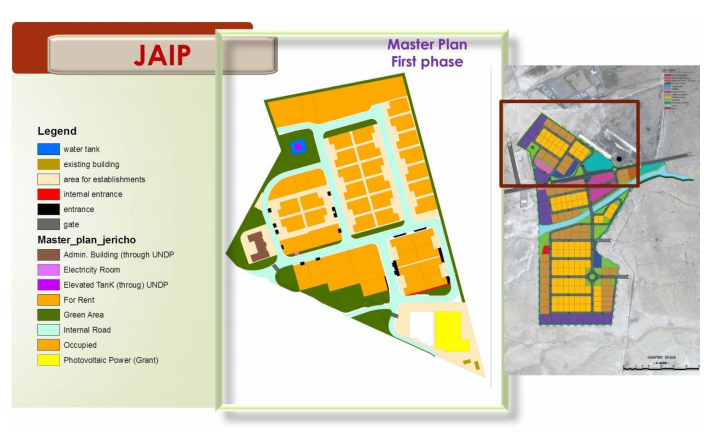 JAIP
Master Plan
First phase
Legend
water tank
existing building
area for establishments
internal entrance
entrance
gate
Master_plan_jericho
Admin. Building (through UNDP
Electricity Room
Elevated TanK (throug) UNDP
For Rent
Green Area
Internal Road
Occupied
Photovoltaic Power (Grant)
GRAPHIC SCALE